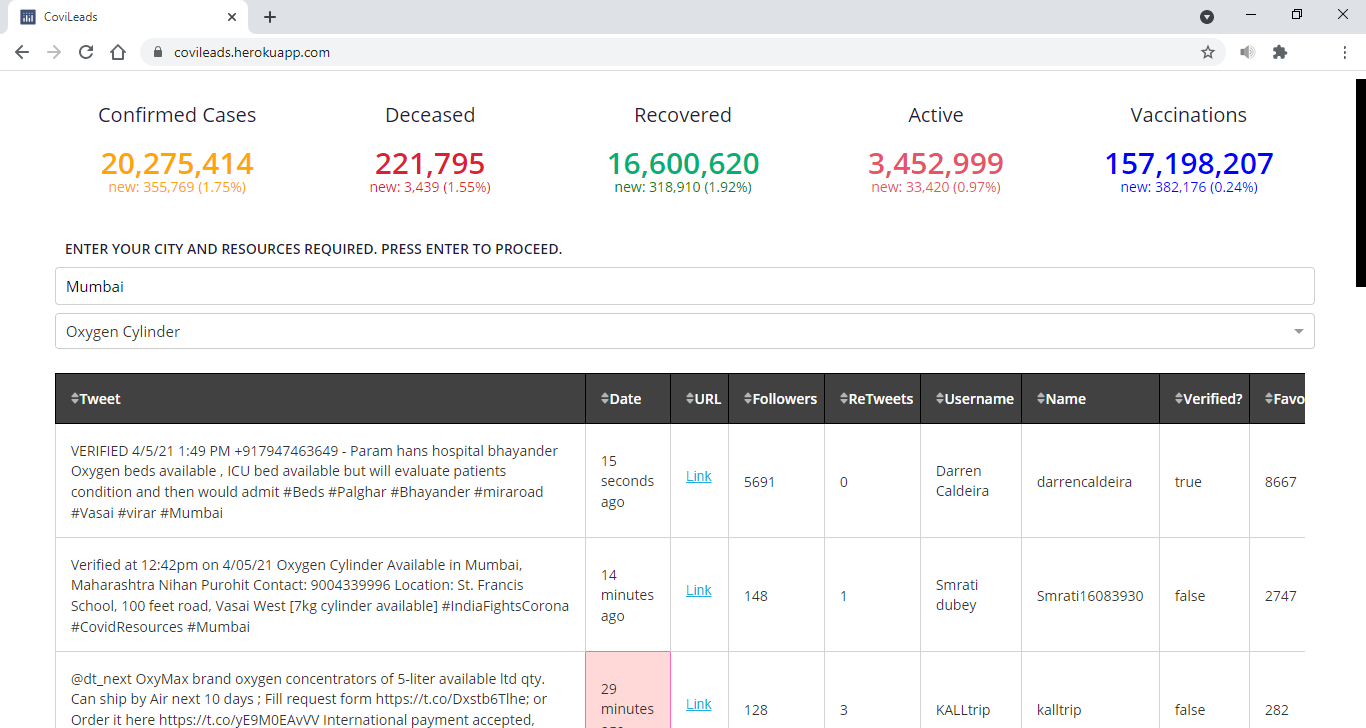 CoviLeads
covileads.herokuapp.com
Confirmed Cases Deceased Recovered Active Vaccinations
20,275,414 221,795 16,600,620 3,452,999 157,198,207
new: 355,769 (1.75%) new: 3,439 (1.55%) new: 318,910 (1.92%) new: 33,420 (0.97%) new: 382,176 (0.24%)
ENTER YOUR CITY AND RESOURCES REQUIRED. PRESS ENTER TO PROCEED.
Mumbai
Oxygen Cylinder
Tweet Date URL Followers ReTweets Username Name Verified? Favo
VERIFIED 4/5/21 1:49 PM +917947463649 - Param hans hospital bhayander
Oxygen beds available , ICU bed available but will evaluate patients
condition and then would admit #Beds #Palghar #Bhayander #miraroad
#Vasai #virar #Mumbai
15
seconds
ago
Link
5691
0
Darren
Caldeira
darrencaldeira
true
8667
Verified at 12:42pm on 4/05/21 Oxygen Cylinder Available in Mumbai,
Maharashtra Nihan Purohit Contact: 9004339996 Location: St. Francis
School, 100 feet road, Vasai West [7kg cylinder available] #IndiaFightsCorona
#CovidResources #Mumbai
14
minutes
ago
Link
148
1
Smrati
dubey
Smrati16083930
false
2747
@dt_next OxyMax brand oxygen concentrators of 5-liter available ltd qty.
Can ship by Air next 10 days ; Fill request form https://t.co/Dxstb6Tlhe; or
Order it here https://t.co/yE9M0EAvVV International payment accepted,
29
minutes
ago
Link
128
3
KALLtrip
kalltrip
false
282